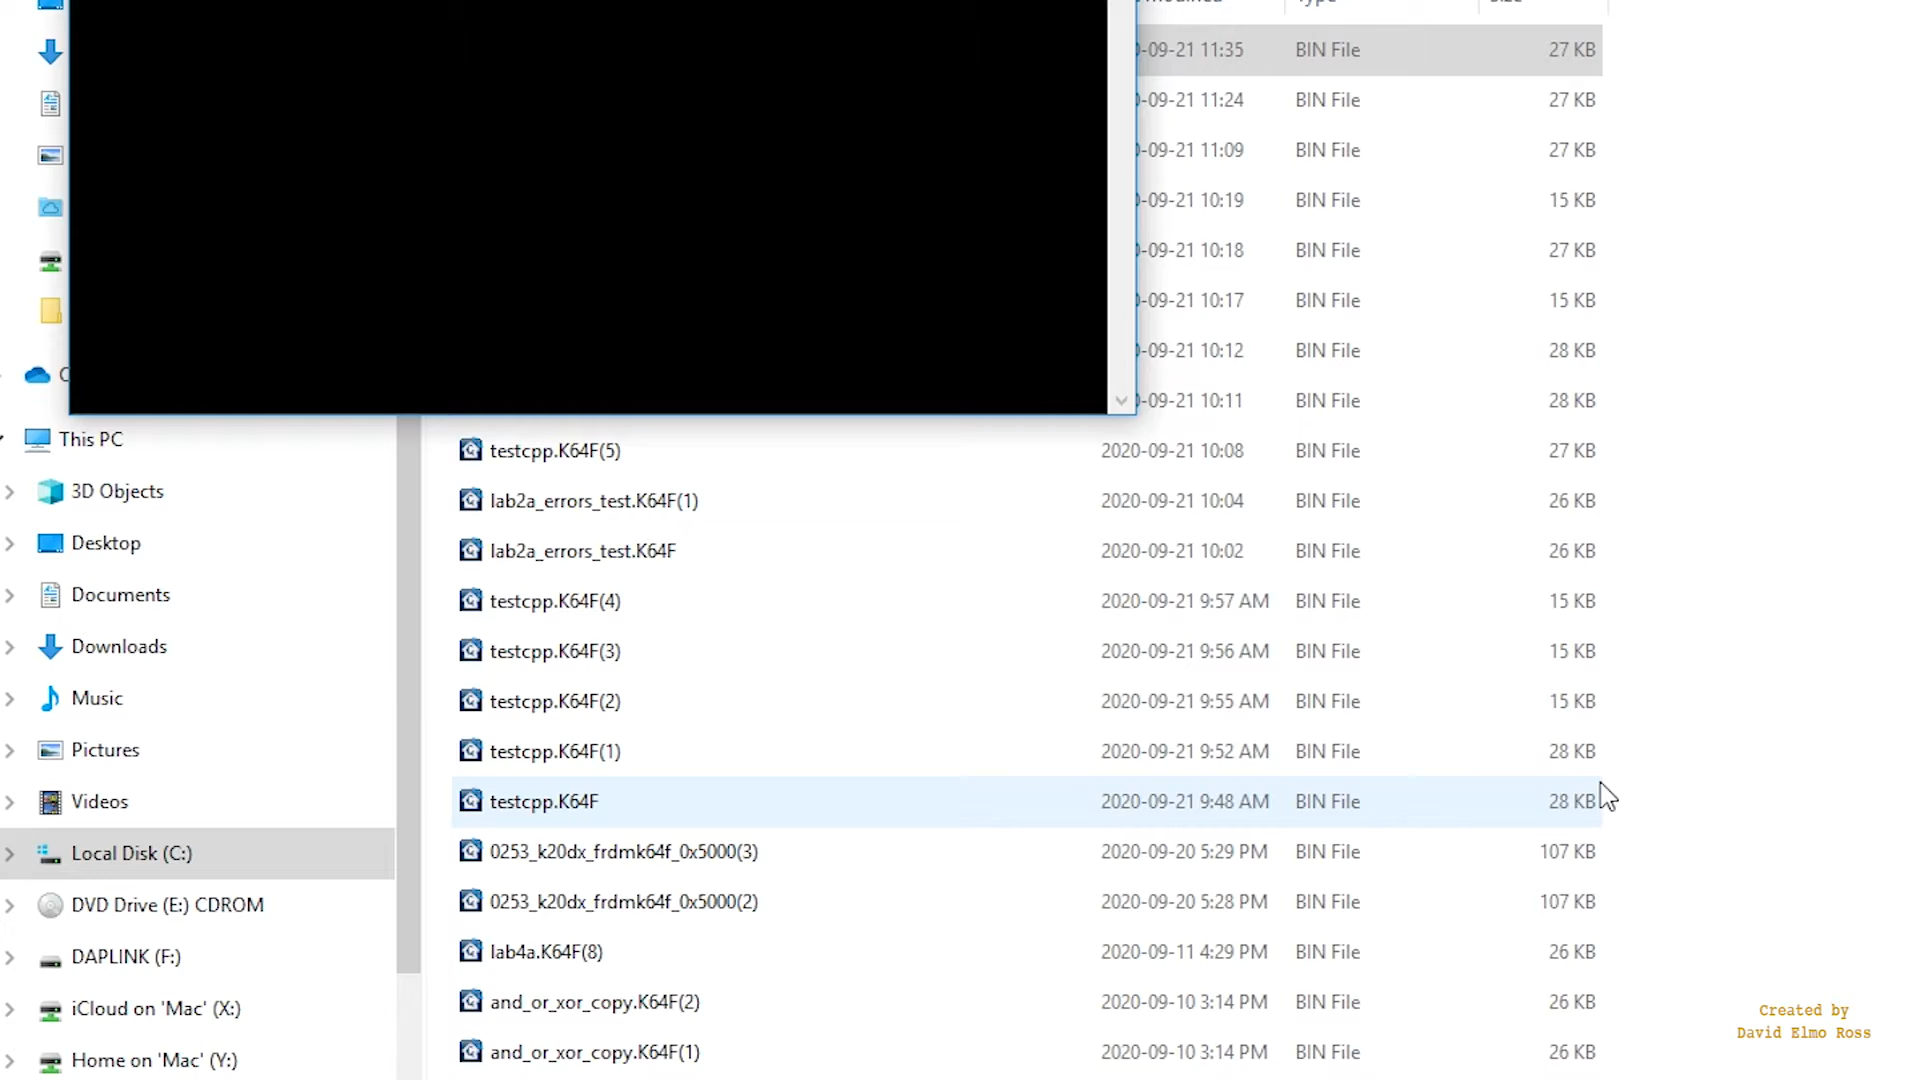 Type
-09-21 11:35 BIN File 27 KB
-09-21 11:24 BIN File 27 KB
-09-21 11:09 BIN File 27 KB
-09-21 10:19 BIN File 15 KB
-09-21 10:18 BIN File 27 KB
-09-21 10:17 BIN File 15 KB
-09-21 10:12 BIN File 28 KB
-09-21 10:11 BIN File 28 KB
This PC
3D Objects
Desktop
Documents
Downloads
Music
Pictures
Videos
Local Disk (C:)
DVD Drive (E:) CDROM
DAPLINK (F:)
iCloud on 'Mac' (X:)
Home on 'Mac' (Y:)
testcpp.K64F(5) 2020-09-21 10:08 BIN File 27 KB
lab2a_errors_test.K64F(1) 2020-09-21 10:04 BIN File 26 KB
lab2a_errors_test.K64F 2020-09-21 10:02 BIN File 26 KB
testcpp.K64F(4) 2020-09-21 9:57 AM BIN File 15 KB
testcpp.K64F(3) 2020-09-21 9:56 AM BIN File 15 KB
testcpp.K64F(2) 2020-09-21 9:55 AM BIN File 15 KB
testcpp.K64F(1) 2020-09-21 9:52 AM BIN File 28 KB
testcpp.K64F 2020-09-21 9:48 AM BIN File 28 KB
0253_k20dx_frdmk64f_0x5000(3) 2020-09-20 5:29 PM BIN File 107 KB
0253_k20dx_frdmk64f_0x5000(2) 2020-09-20 5:28 PM BIN File 107 KB
lab4a.K64F(8) 2020-09-11 4:29 PM BIN File 26 KB
and_or_xor_copy.K64F(2) 2020-09-10 3:14 PM BIN File 26 KB
and_or_xor_copy.K64F(1) 2020-09-10 3:14 PM BIN File 26 KB
Created by
David Elmo Ross